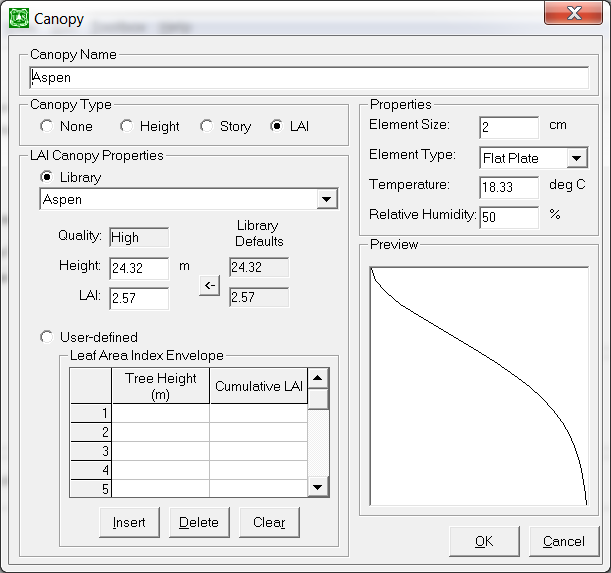 Canopy
Canopy Name
Aspen
Canopy Type
None Height Story LAI
LAI Canopy Properties
Library
Aspen
Quality: High
Library
Defaults
Height: 24.32 m <- 24.32
LAI: 2.57 2.57
User-defined
Leaf Area Index Envelope
Tree Height
(m)
Cumulative LAI
1
2
3
4
5
Insert Delete Clear
Properties
Element Size: 2 cm
Element Type: Flat Plate
Temperature: 18.33 deg C
Relative Humidity: 50 %
Preview
OK Cancel